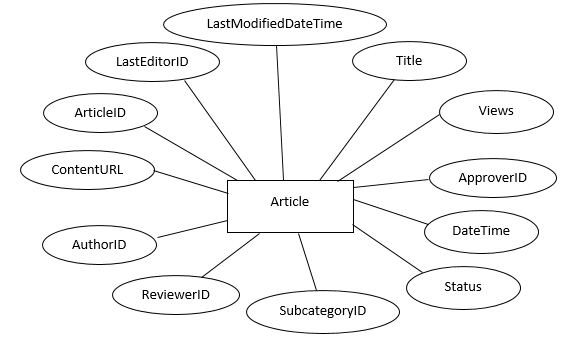 LastModifiedDateTime
LastEditorID
Title
ArticleID
Views
ContentURL
ApproverID
Article
AuthorID
DateTime
ReviewerID
Status
SubcategoryID